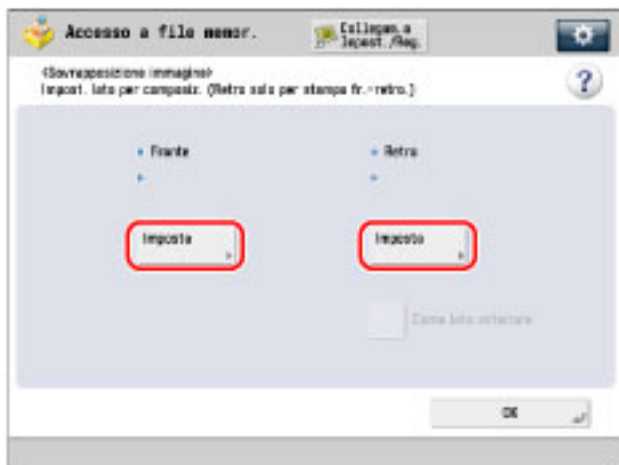 Accesso a file memor.
Collegam.a
Impost./Reg.
<Sovrapposizione immagine>
Impost. lato per composiz. (Retro solo per stampa fr.-retro.)
Frante
Retro
Imposta
Imposta
Come lato anteriore
OK